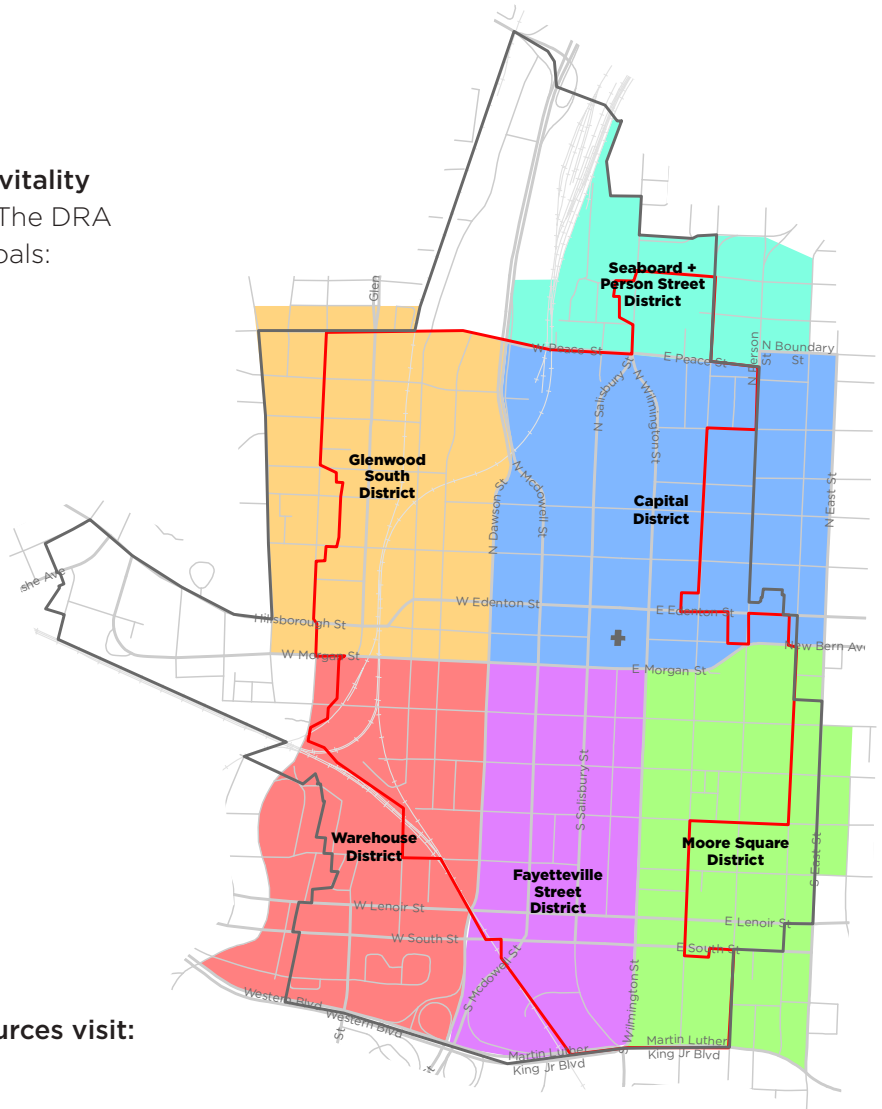 vitality
The DRA
oals:
Glen
Seaboard +
Person Street
District
W Peace St
E Peace St
N Person
St
N Boundary
St
N Salisbury St
N Wilmington St
Glenwood
South
District
N Dawson St
N Mcdowell St
Capital
District
N East St
she Ave
Hillsborough St
W Edenton St
E Edenton St
New Bern Av
W Morgan St
E Morgan St
S Salisbury St
Warehouse
District
Moore Square
District
S East St
Fayetteville
Street
District
W Lenoir St
E Lenoir St
W South St
E South St
S Mcdowell St
S Wilmington St
Western Blvd
Western Blvd
St
urces visit:
Martin Luther
King Jr Blvd
Martin Luther
King Jr Blvd